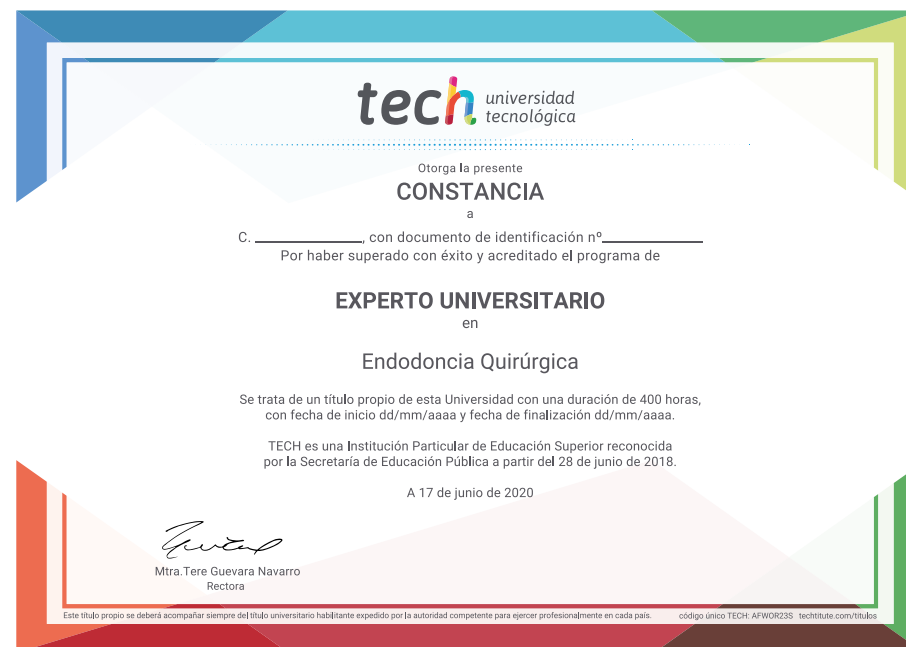 tech universidad
tecnológica
Otorga la presente
CONSTANCIA
a
C. ____________, con documento de identificación nº____________
Por haber superado con éxito y acreditado el programa de
EXPERTO UNIVERSITARIO
en
Endodoncia Quirúrgica
Se trata de un título propio de esta Universidad con una duración de 400 horas,
con fecha de inicio dd/mm/aaaa y fecha de finalización dd/mm/aaaa.
TECH es una Institución Particular de Educación Superior reconocida
por la Secretaría de Educación Pública a partir del 28 de junio de 2018.
A 17 de junio de 2020
Mtra.Tere Guevara Navarro
Rectora
Este título propio se deberá acompañar siempre del título universitario habilitante expedido por la autoridad competente para ejercer profesionalmente en cada país. código único TECH: AFWOR23S techtitute.com/titulos